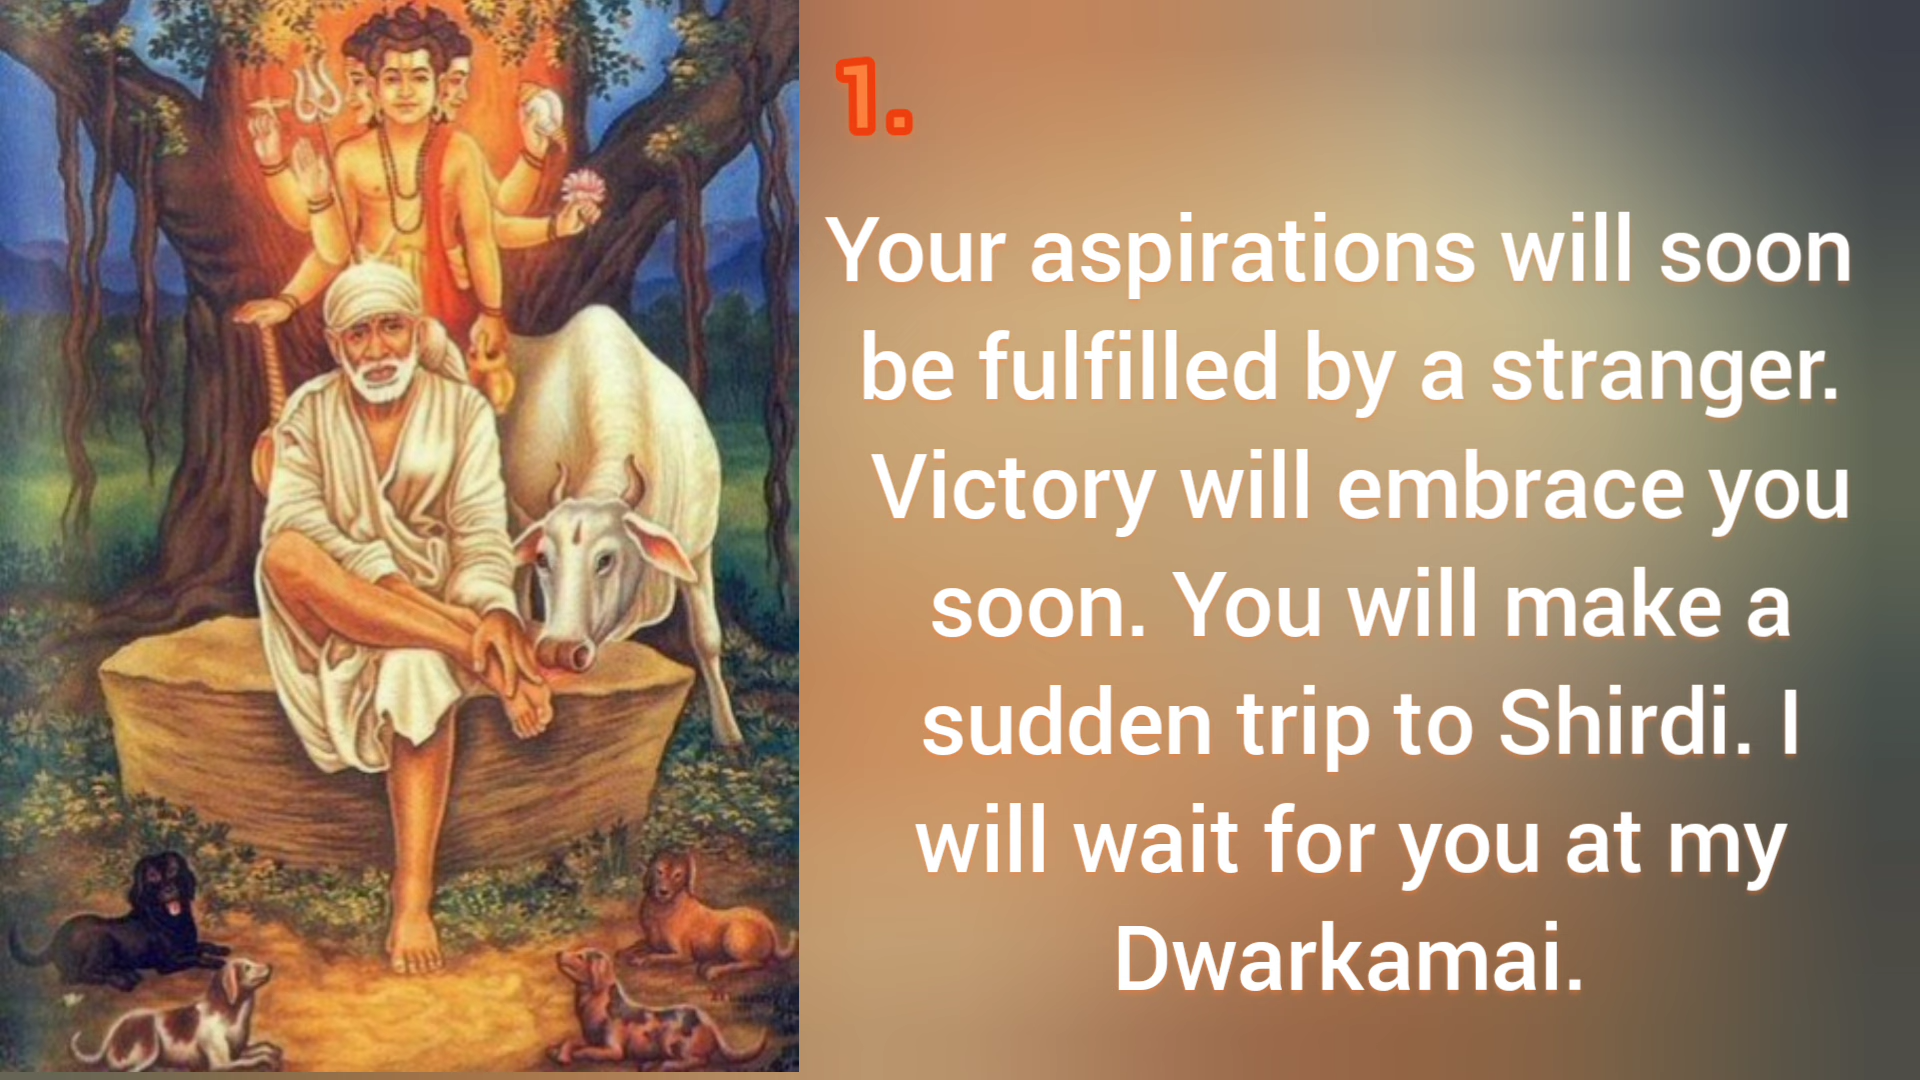 1.
Your aspirations will soon
be fulfilled by a stranger.
Victory will embrace you
soon. You will make a
sudden trip to Shirdi. I
will wait for you at my
Dwarkamai.